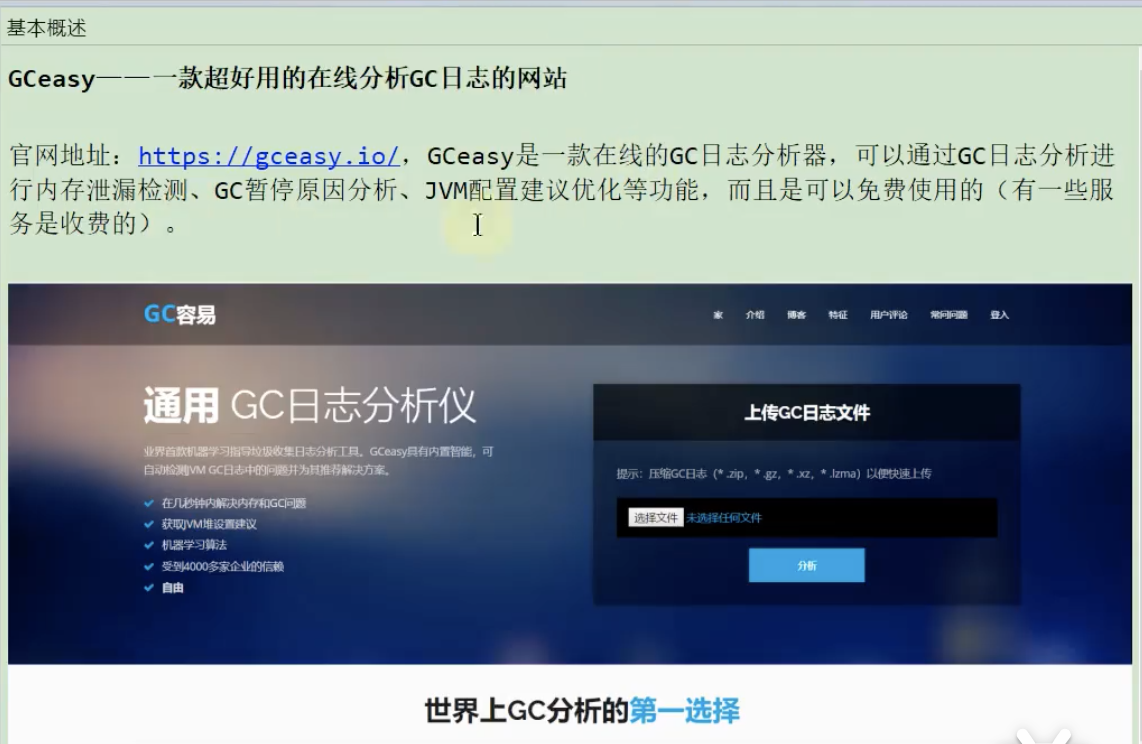 基本概述
GCeasy——一款超好用的在线分析GC日志的网站
官网地址：https://gceasy.io/，GCeasy是一款在线的GC日志分析器，可以通过GC日志分析进
行内存泄漏检测、GC暂停原因分析、JVM配置建议优化等功能，而且是可以免费使用的（有一些服
务是收费的）。
GC容易
家 介绍 博客 特征 用户评论 常问问题 登入
通用 GC日志分析仪
业界首款机器学习指导垃圾收集日志分析工具。GCeasy具有内置智能，可
自动检测JVM GC日志中的问题并为其推荐解决方案。
在几秒钟内解决内存和GC问题
获取JVM堆设置建议
机器学习算法
受到4000多家企业的信赖
自由
上传GC日志文件
提示：压缩GC日志（*.zip，*.gz，*.xz，*.lzma）以便快速上传
选择文件 未选择任何文件
分析
世界上GC分析的第一选择